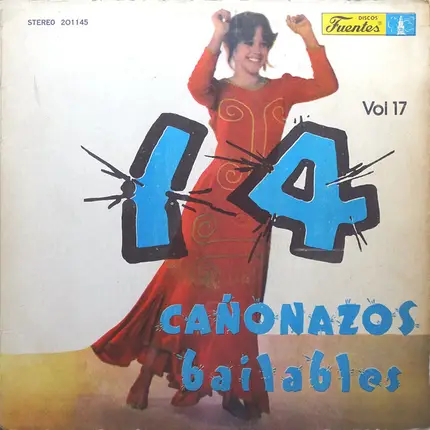 STEREO 201145
DISCOS
Fuentes
Vol 17
14
CAÑONAZOS
bailables